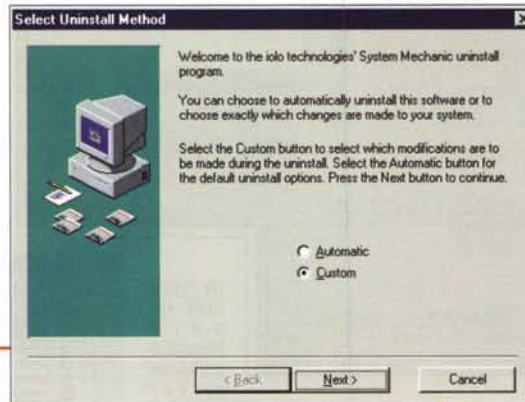 Select Uninstall Method
Welcome to the iolo technologies' System Mechanic uninstall
program.
You can choose to automatically uninstall this software or to
choose exactly which changes are made to your system.
Select the Custom button to select which modifications are to
be made during the uninstall. Select the Automatic button for
the default uninstall options. Press the Next button to continue.
Automatic
Custom
< Back
Next >
Cancel